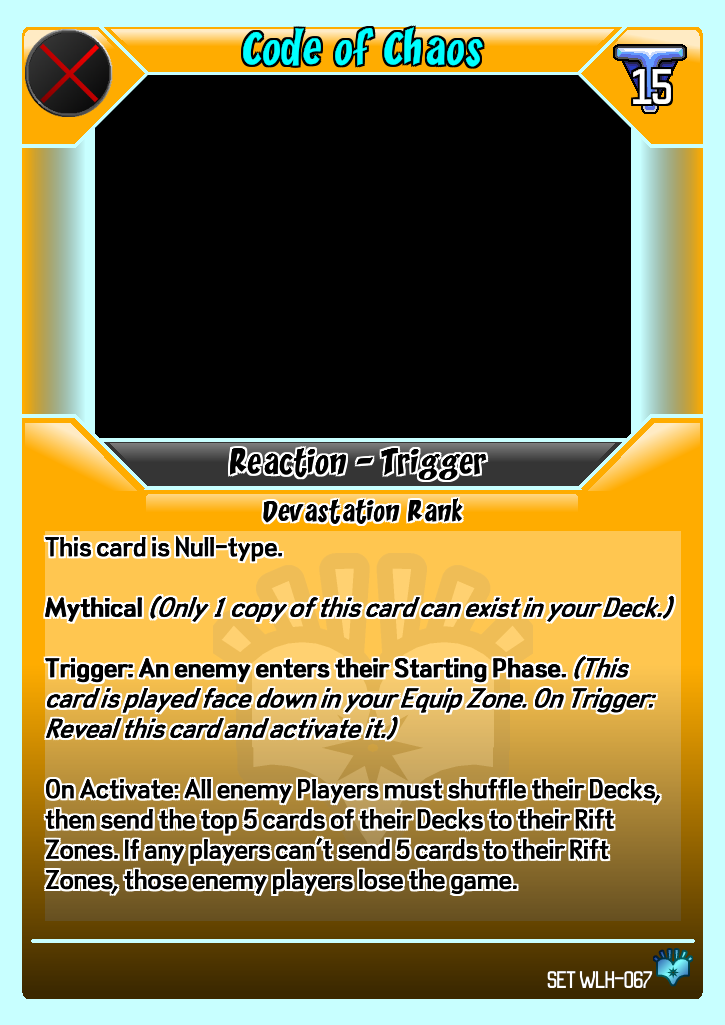 Code of Chaos
15
Reaction - Trigger
Devastation Rank
This card is Null-type.
Mythical (Only 1 copy of this card can exist in your Deck.)
Trigger: An enemy enters their Starting Phase. (This
card is played face down in your Equip Zone. On Trigger:
Reveal this card and activate it.)
On Activate: All enemy Players must shuffle their Decks,
then send the top 5 cards of their Decks to their Rift
Zones. If any players can't send 5 cards to their Rift
Zones, those enemy players lose the game.
SET WLH-067